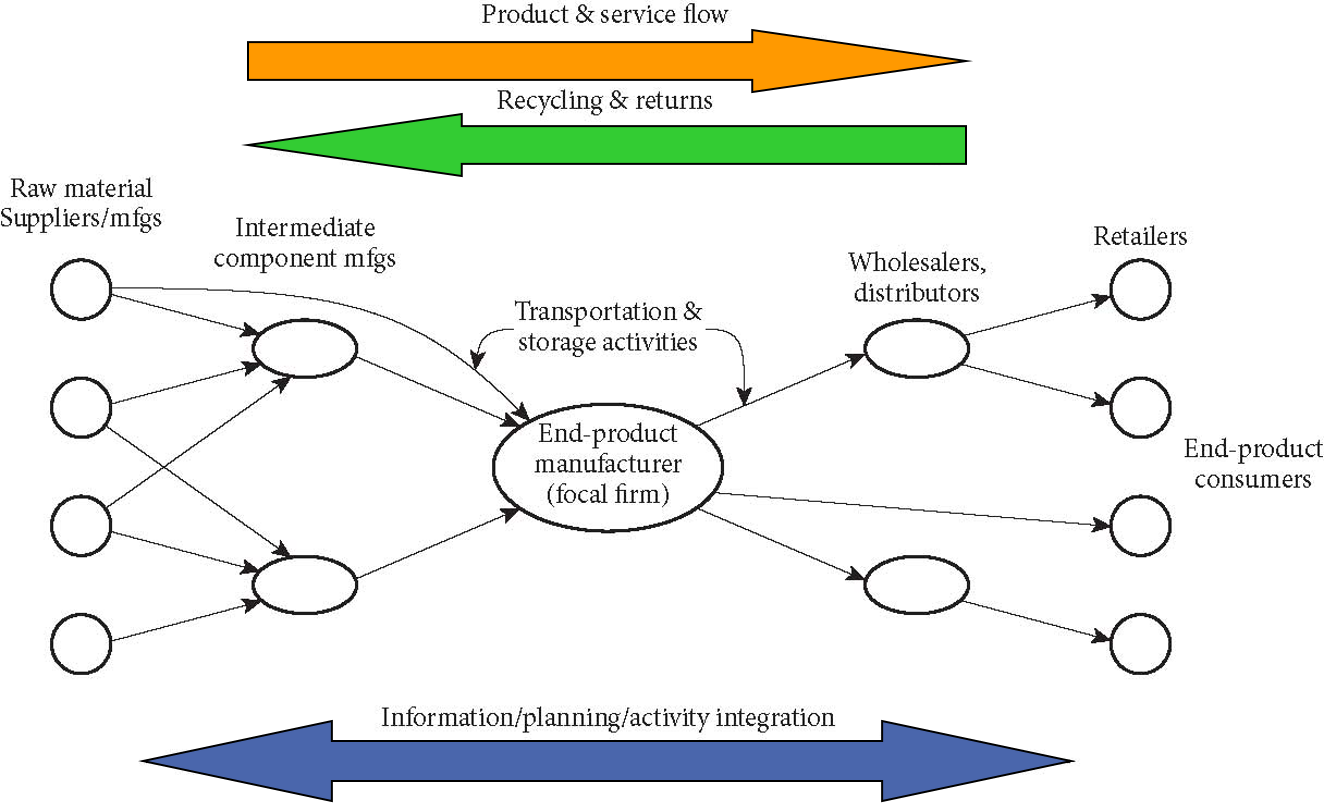 Product & service flow
Recycling & returns
Raw material
Suppliers/mfgs
Intermediate
component mfgs
Transportation &
storage activities
Wholesalers,
distributors
Retailers
End-product
manufacturer
(focal firm)
End-product
consumers
Information/planning/activity integration